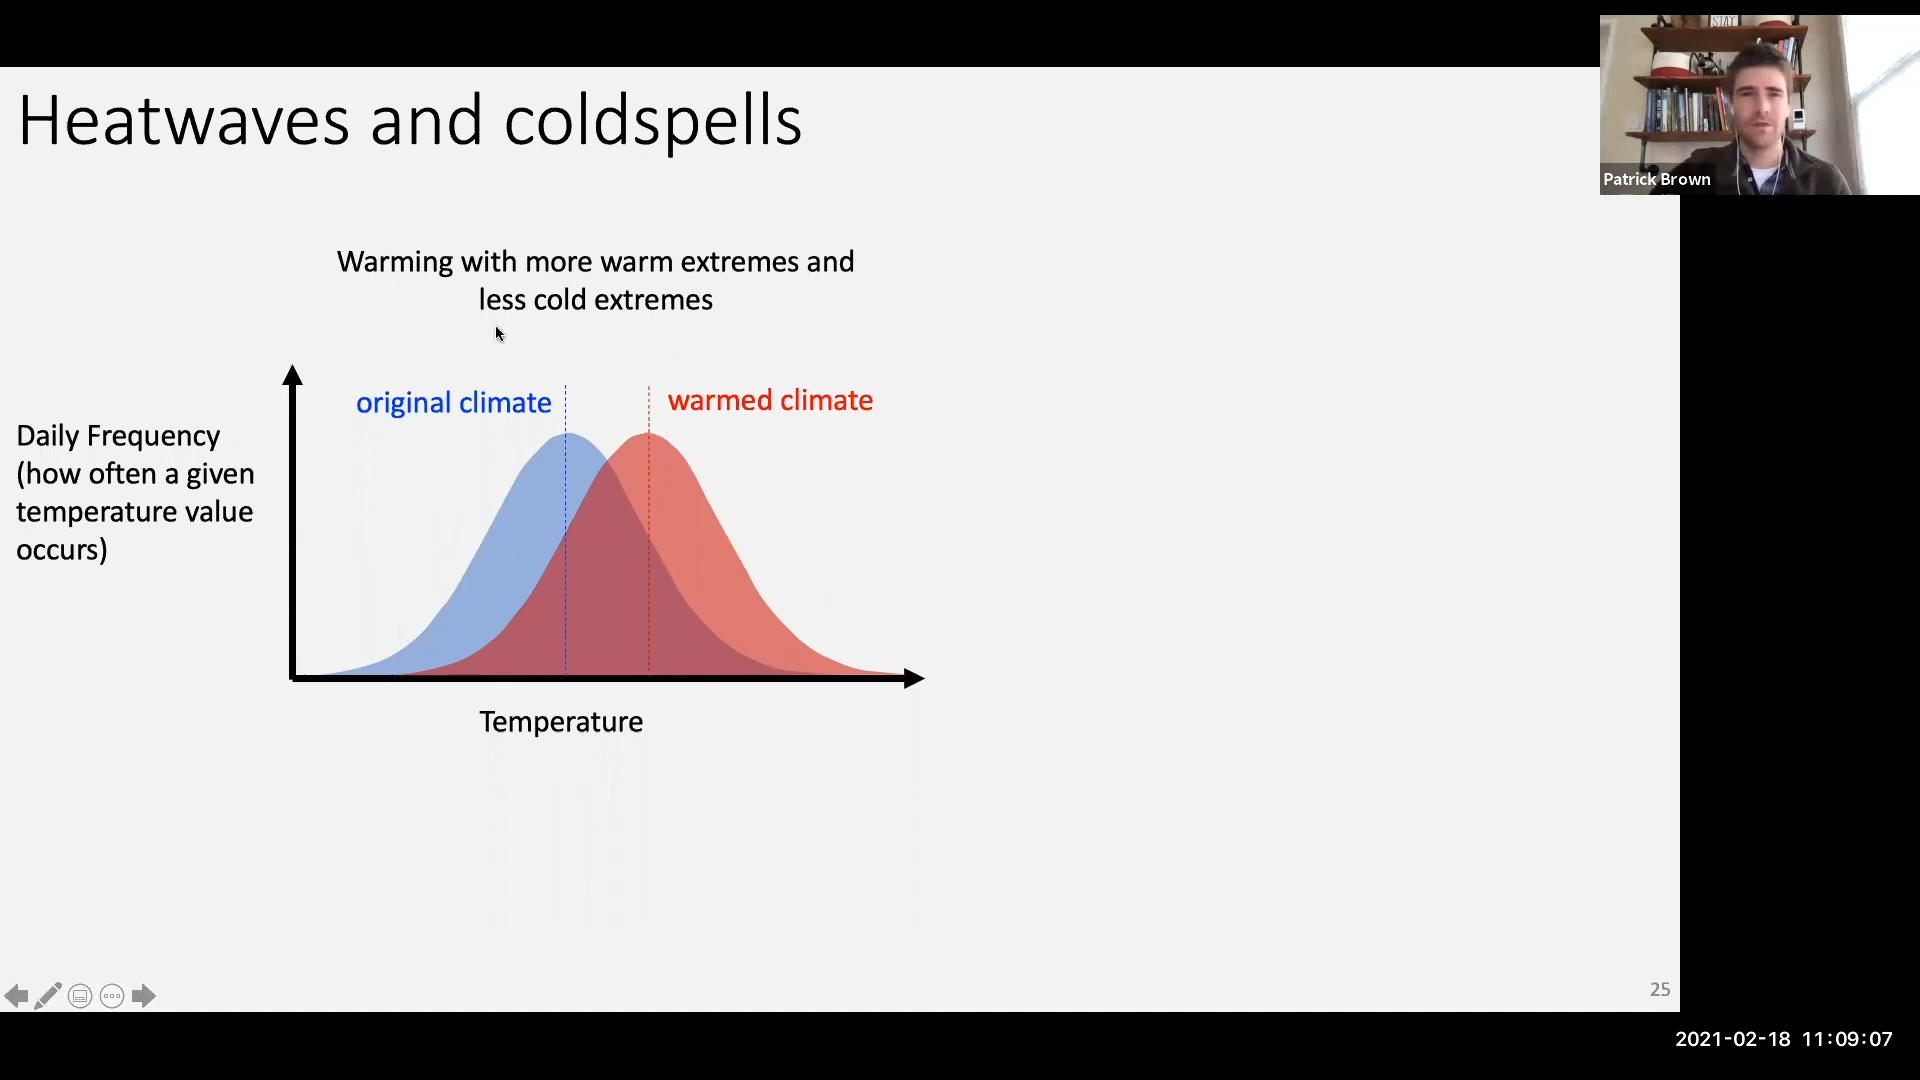 STAY
Patrick Brown
Heatwaves and coldspells
Warming with more warm extremes and
less cold extremes
original climate
warmed climate
Daily Frequency
(how often a given
temperature value
occurs)
Temperature
25
2021-02-18 11:09:07